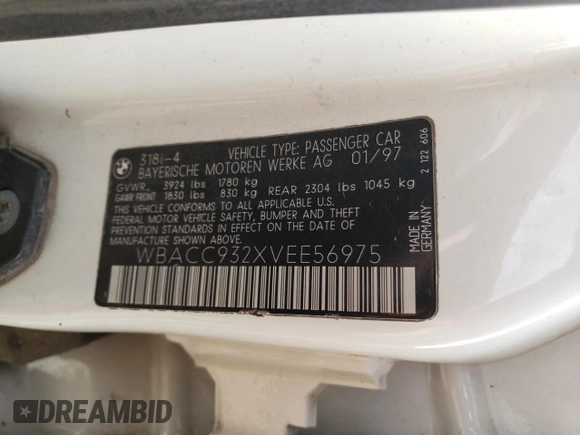 BMW
318i-4 VEHICLE TYPE: PASSENGER CAR
BAYERISCHE MOTOREN WERKE AG 01/97
GVWR. 3924 lbs 1780 kg
GAWR FRONT 1830 lbs 830 kg REAR 2304 lbs 1045 kg
THIS VEHICLE CONFORMS TO ALL APPLICABLE U.S.
FEDERAL MOTOR VEHICLE SAFETY, BUMPER AND THEFT
PREVENTION STANDARDS IN EFFECT ON THE DATE OF
MANUFACTURE SHOWN ABOVE.
WBACC932XVEE56975
MADE IN
GERMANY
2 122 606
DREAMBID